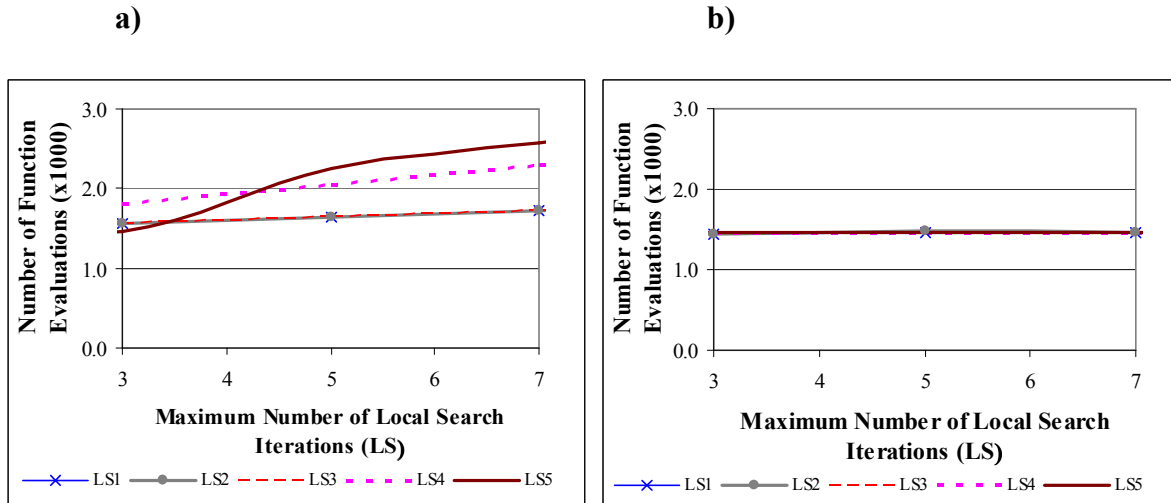 a)
b)
Number of Function
Evaluations (x1000)
3.0
2.0
1.0
0.0
3 4 5 6 7
Maximum Number of Local Search
Iterations (LS)
LS1 LS2 LS3 LS4 LS5
Number of Function
Evaluations (x1000)
3.0
2.0
1.0
0.0
3 4 5 6 7
Maximum Number of Local Search
Iterations (LS)
LS1 LS2 LS3 LS4 LS5